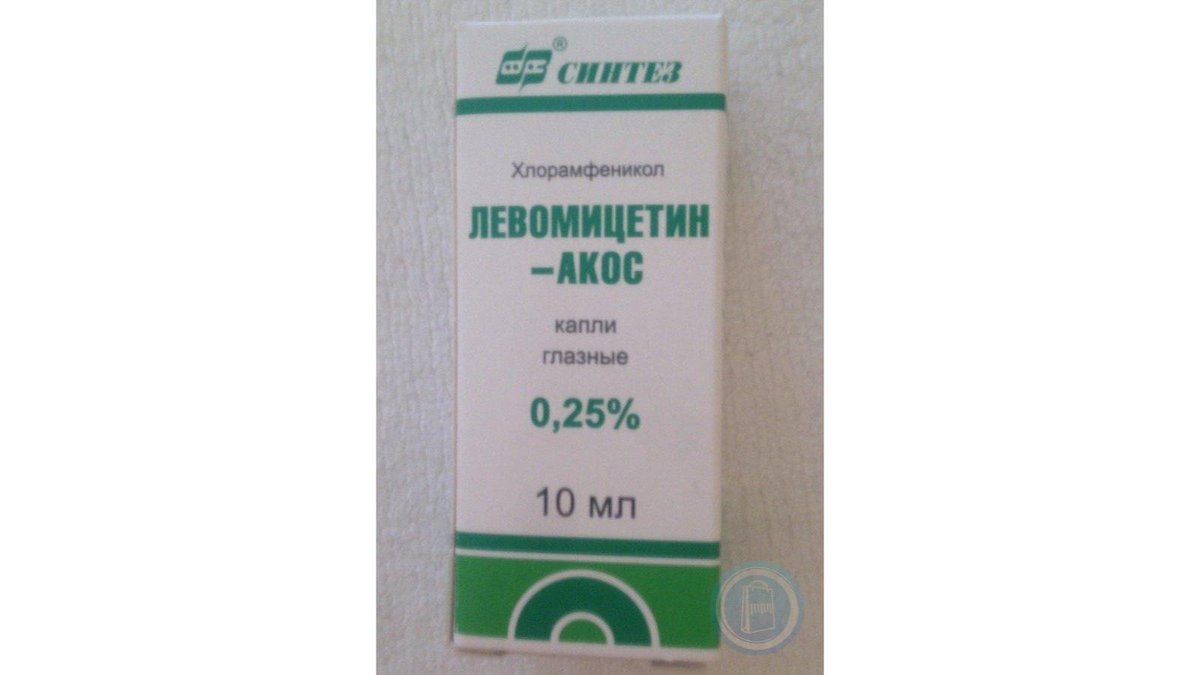 ® СИНТЕЗ
Хлорамфеникол
ЛЕВОМИЦЕТИН
–АКОС
капли
глазные
0,25%
10 мл